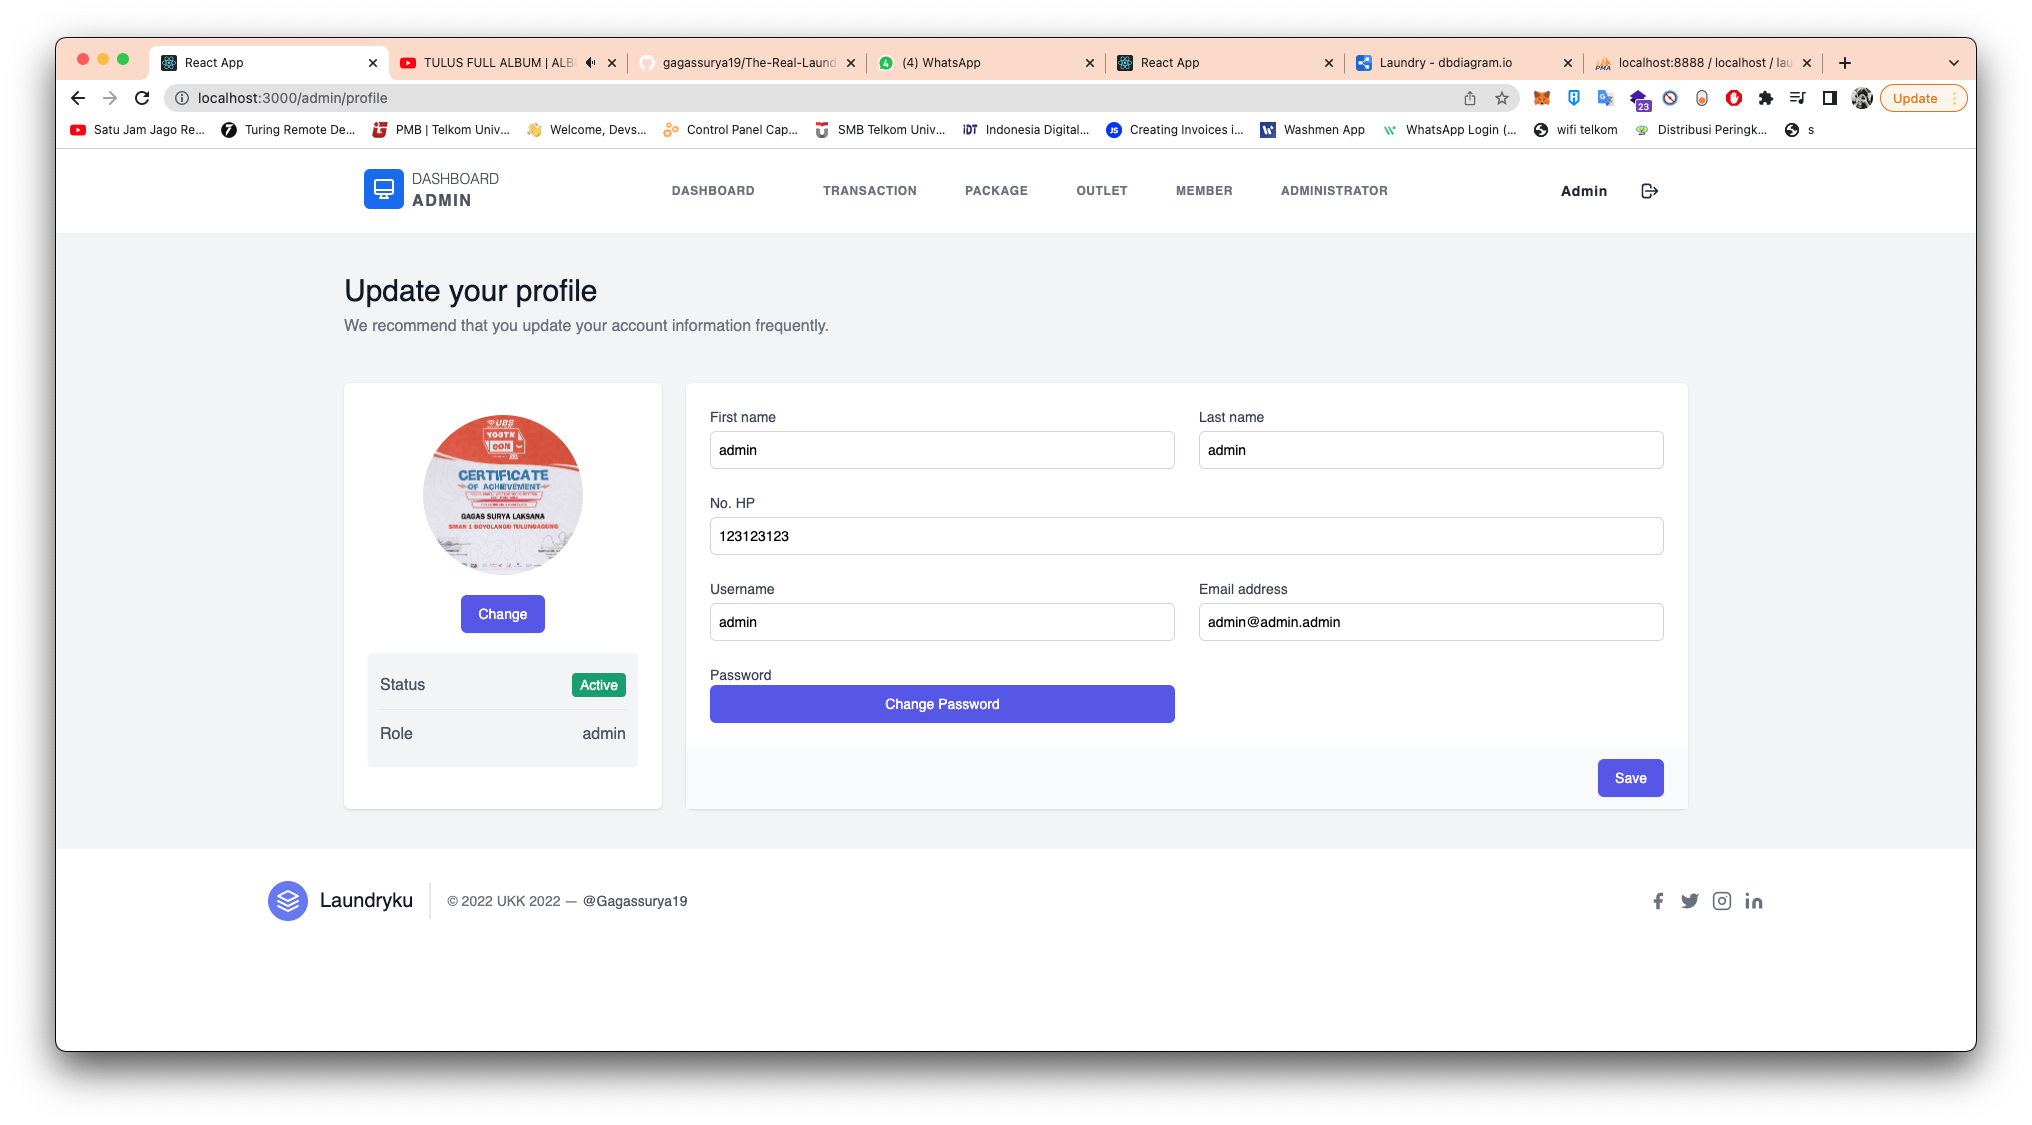 React App
TULUS FULL ALBUM | ALB
gagassurya19/The-Real-Laund
(4) WhatsApp
React App
Laundry - dbdiagram.io
localhost:8888 / localhost / lau
localhost:3000/admin/profile
23
Update
Satu Jam Jago Re...
Turing Remote De...
PMB | Telkom Univ...
Welcome, Devs...
Control Panel Cap...
SMB Telkom Univ...
Indonesia Digital...
Creating Invoices i...
Washmen App
WhatsApp Login (...
wifi telkom
Distribusi Peringk...
s
DASHBOARD
ADMIN
DASHBOARD
TRANSACTION
PACKAGE
OUTLET
MEMBER
ADMINISTRATOR
Admin
Update your profile
We recommend that you update your account information frequently.
UBS
YOUTH
CON
CERTIFICATE
OF ACHIEVEMENT
GAGAS SURYA LAKSANA
SMAN 1 BOYOLANGU TULUNGAGUNG
Change
Status
Active
Role
admin
First name
Last name
admin
admin
No. HP
123123123
Username
Email address
admin
admin@admin.admin
Password
Change Password
Save
Laundryku
© 2022 UKK 2022 — @Gagassurya19